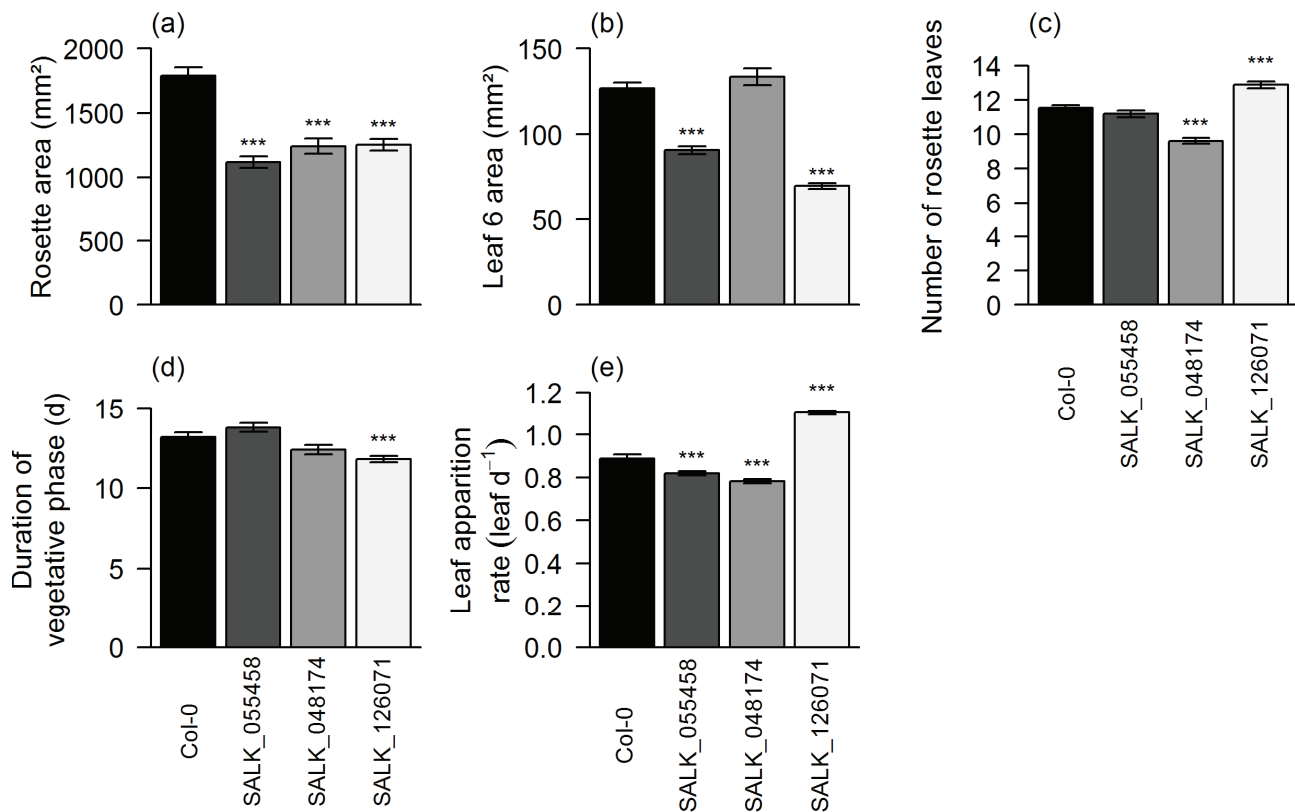 (a)
Rosette area (mm²)
2000
1500
1000
500
0
***
***
***
(b)
Leaf 6 area (mm²)
150
100
50
0
***
***
(c)
Number of rosette leaves
14
12
10
8
6
4
2
0
***
***
Col-0
SALK_055458
SALK_048174
SALK_126071
(d)
Duration of
vegetative phase (d)
15
10
5
0
***
Col-0
SALK_055458
SALK_048174
SALK_126071
(e)
Leaf apparition
rate (leaf d⁻¹)
1.2
1.0
0.8
0.6
0.4
0.2
0.0
***
***
***
Col-0
SALK_055458
SALK_048174
SALK_126071